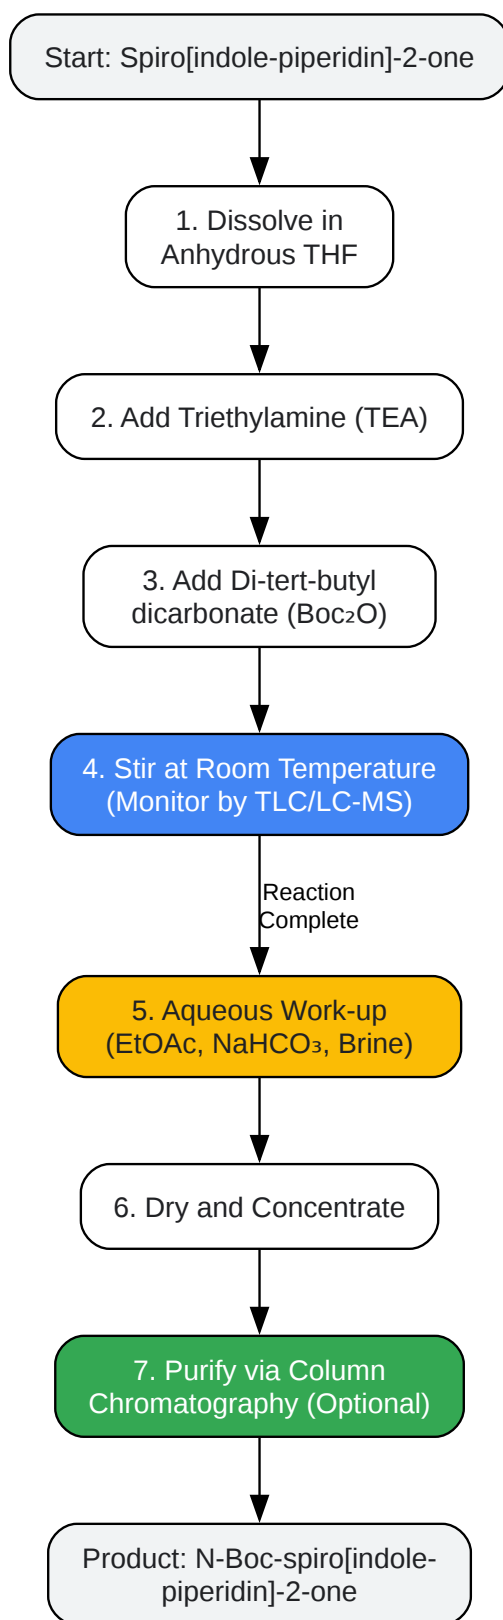 Start: Spiro[indole-piperidin]-2-one
1. Dissolve in
Anhydrous THF
2. Add Triethylamine (TEA)
3. Add Di-tert-butyl
dicarbonate (Boc₂O)
4. Stir at Room Temperature
(Monitor by TLC/LC-MS)
Reaction
Complete
5. Aqueous Work-up
(EtOAc, NaHCO₃, Brine)
6. Dry and Concentrate
7. Purify via Column
Chromatography (Optional)
Product: N-Boc-spiro[indole-
piperidin]-2-one